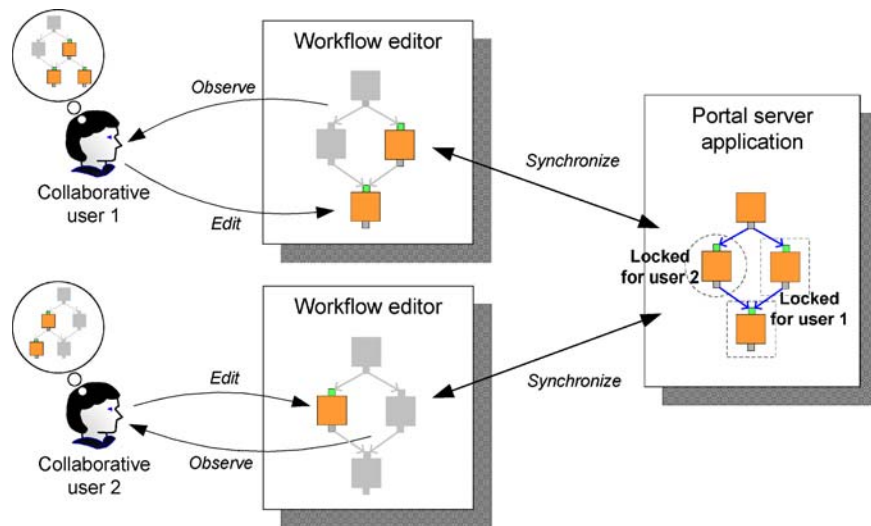 Workflow editor
Observe
Collaborative
user 1
Edit
Synchronize
Portal server
application
Locked
for user 2
Locked
for user 1
Workflow editor
Edit
Collaborative
user 2
Observe
Synchronize